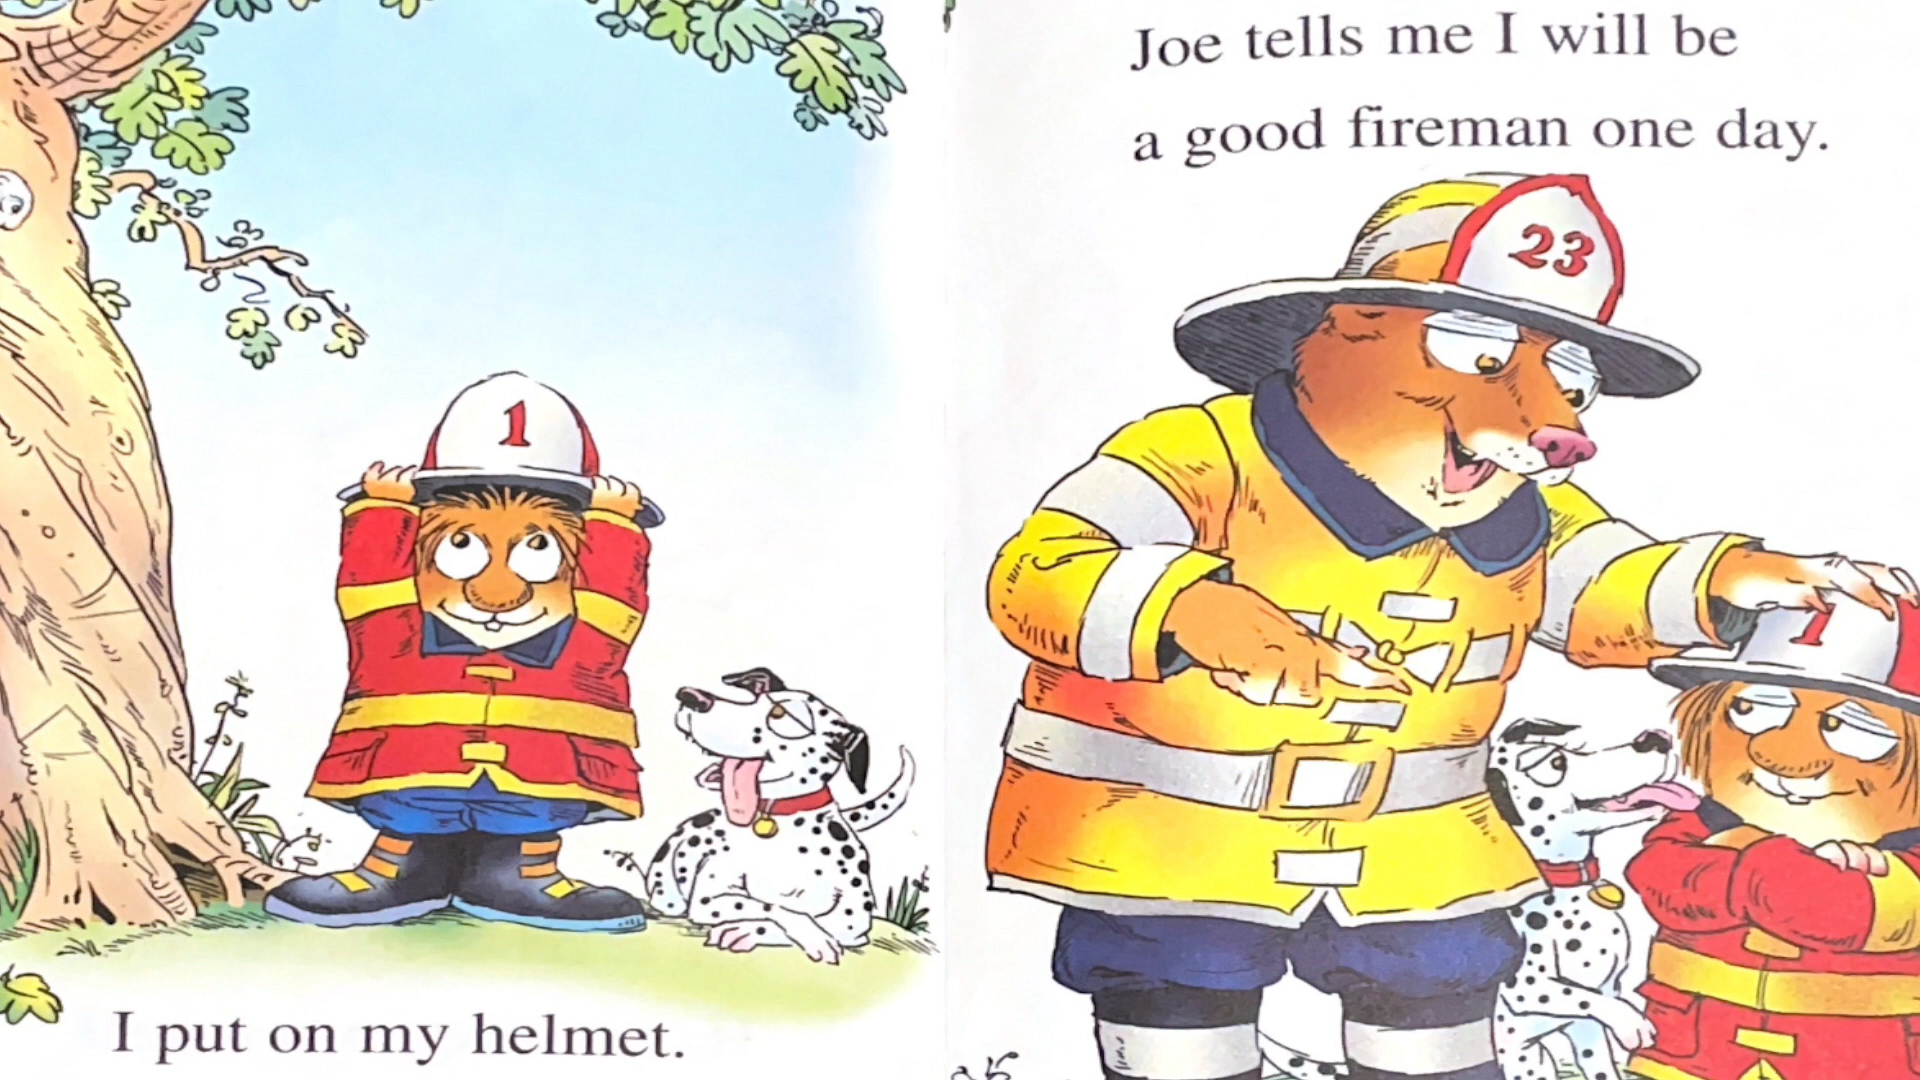 I put on my helmet.
1
Joe tells me I will be
a good fireman one day.
23
1